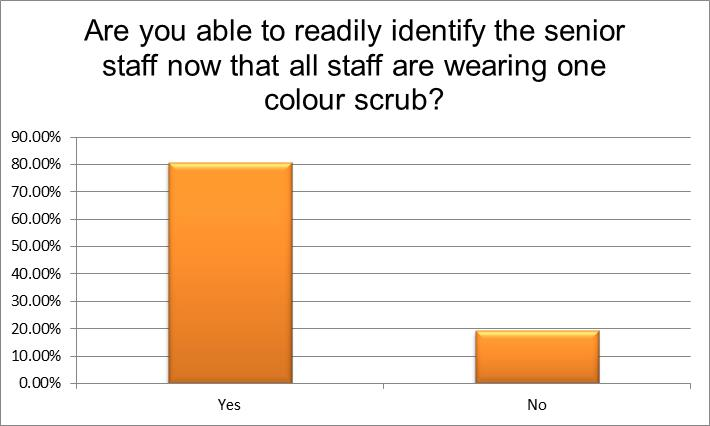 Are you able to readily identify the senior
staff now that all staff are wearing one
colour scrub?
90.00%
80.00%
70.00%
60.00%
50.00%
40.00%
30.00%
20.00%
10.00%
0.00%
Yes No